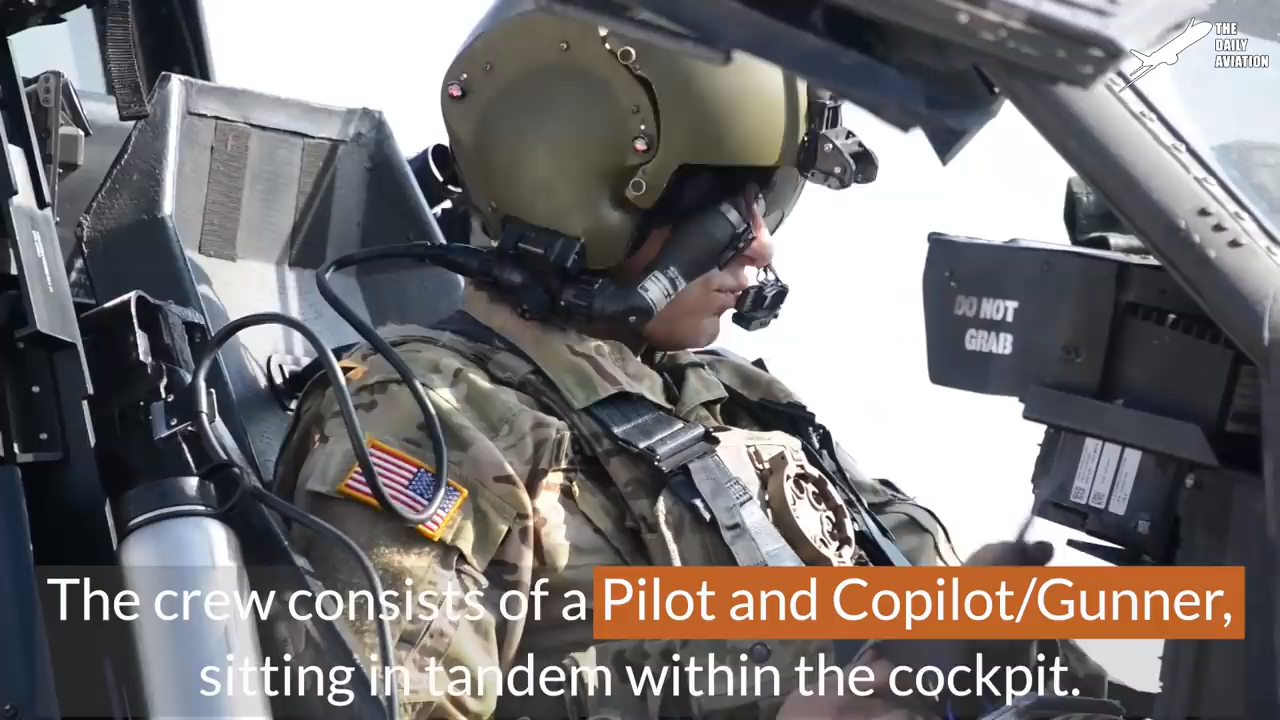 THE
DAILY
AVIATION
DO NOT
GRAB
The crew consists of a Pilot and Copilot/Gunner,
sitting in tandem within the cockpit.